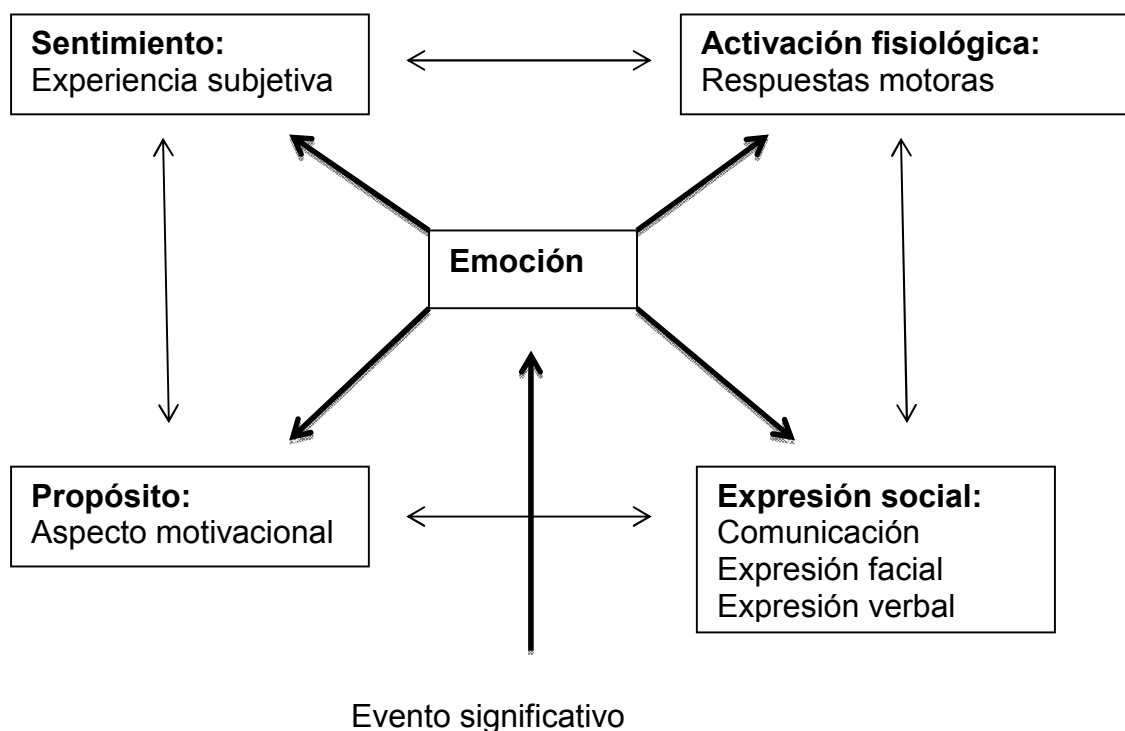 Sentimiento:
Experiencia subjetiva
Activación fisiológica:
Respuestas motoras
Emoción
Propósito:
Aspecto motivacional
Expresión social:
Comunicación
Expresión facial
Expresión verbal
Evento significativo